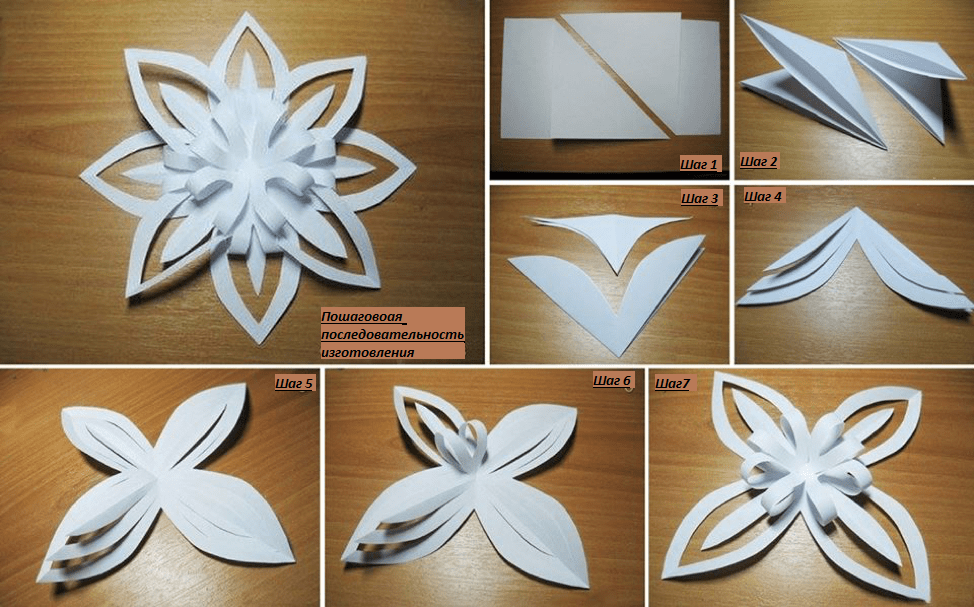 Пошаговоая
последовательность
изготовления
Шаг 1
Шаг 2
Шаг 3
Шаг 4
Шаг 5
Шаг 6
Шаг7